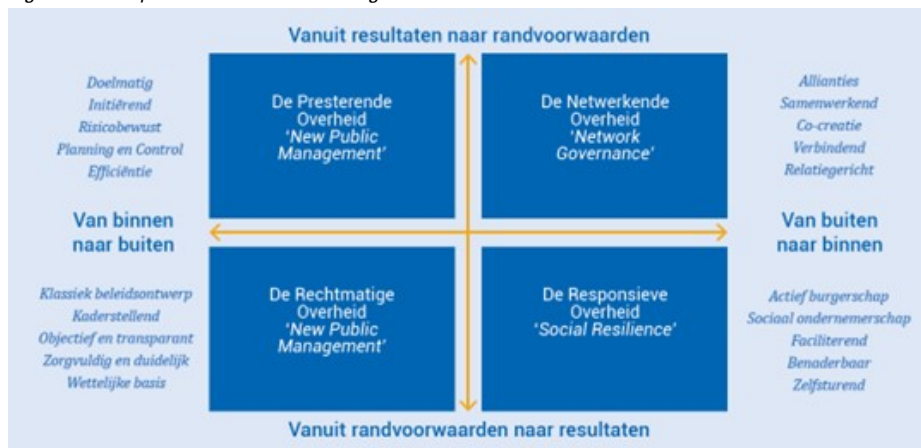 Vanuit resultaten naar randvoorwaarden
Doelmatig
Initiërend
Risicobewust
Planning en Control
Efficiëntie
De Presterende
Overheid
'New Public
Management'
De Netwerkende
Overheid
'Network
Governance'
Allianties
Samenwerkend
Co-creatie
Verbindend
Relatiegericht
Van binnen
naar buiten
Van buiten
naar binnen
Klassiek beleidsontwerp
Kaderstellend
Objectief en transparant
Zorgvuldig en duidelijk
Wettelijke basis
De Rechtmatige
Overheid
'New Public
Management'
De Responsieve
Overheid
'Social Resilience'
Actief burgerschap
Sociaal ondernemerschap
Faciliterend
Benaderbaar
Zelfsturend
Vanuit randvoorwaarden naar resultaten